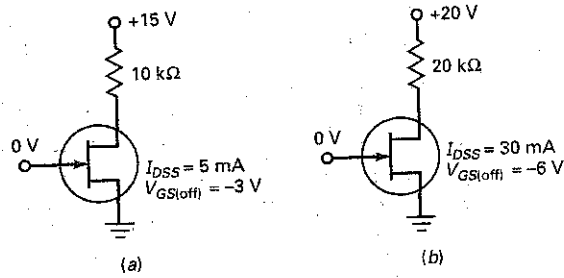 +15 V
10 kΩ
0 V
I_DSS = 5 mA
V_GS(off) = –3 V
(a)
+20 V
20 kΩ
0 V
I_DSS = 30 mA
V_GS(off) = –6 V
(b)